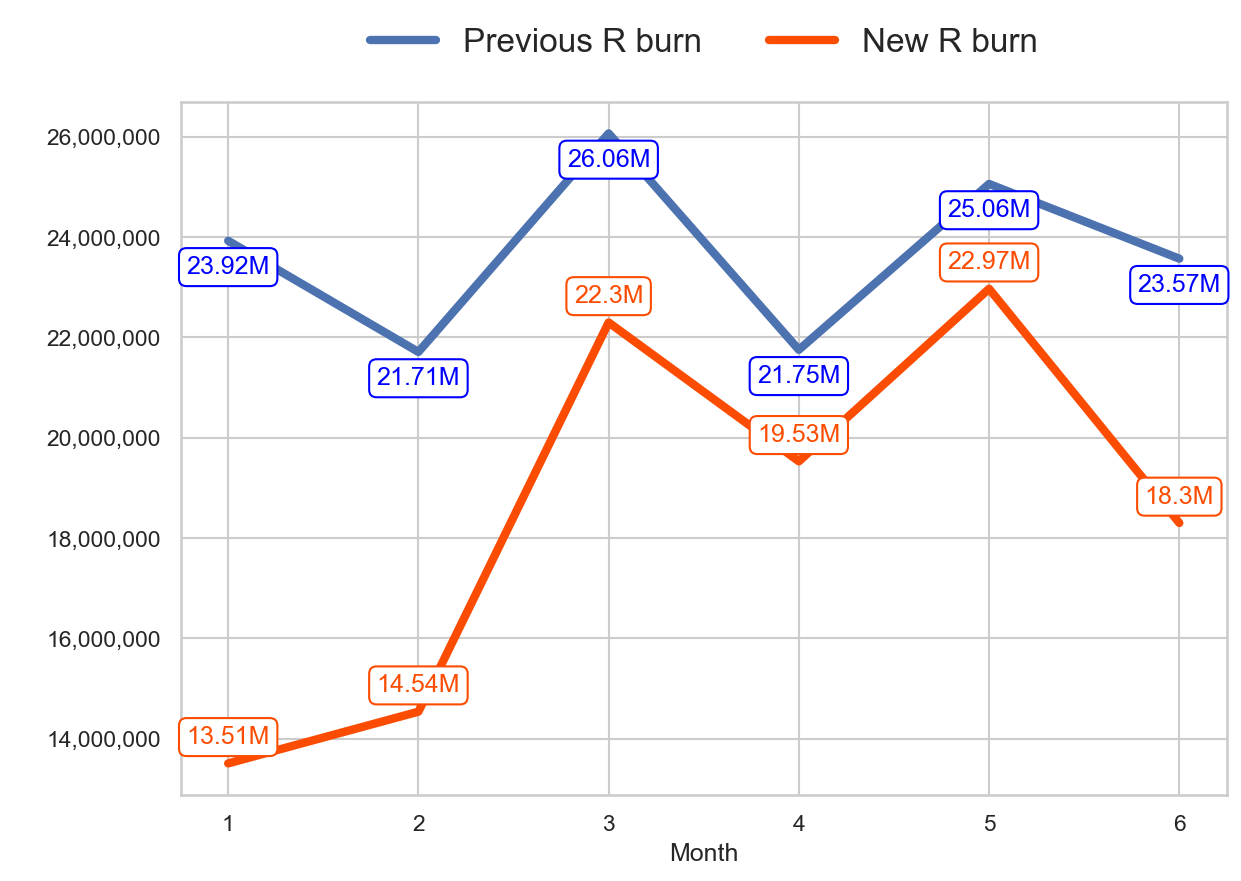 Previous R burn New R burn
26,000,000
24,000,000
22,000,000
20,000,000
18,000,000
16,000,000
14,000,000
23.92M
21.71M
26.06M
21.75M
25.06M
23.57M
13.51M
14.54M
22.3M
19.53M
22.97M
18.3M
1 2 3 4 5 6
Month